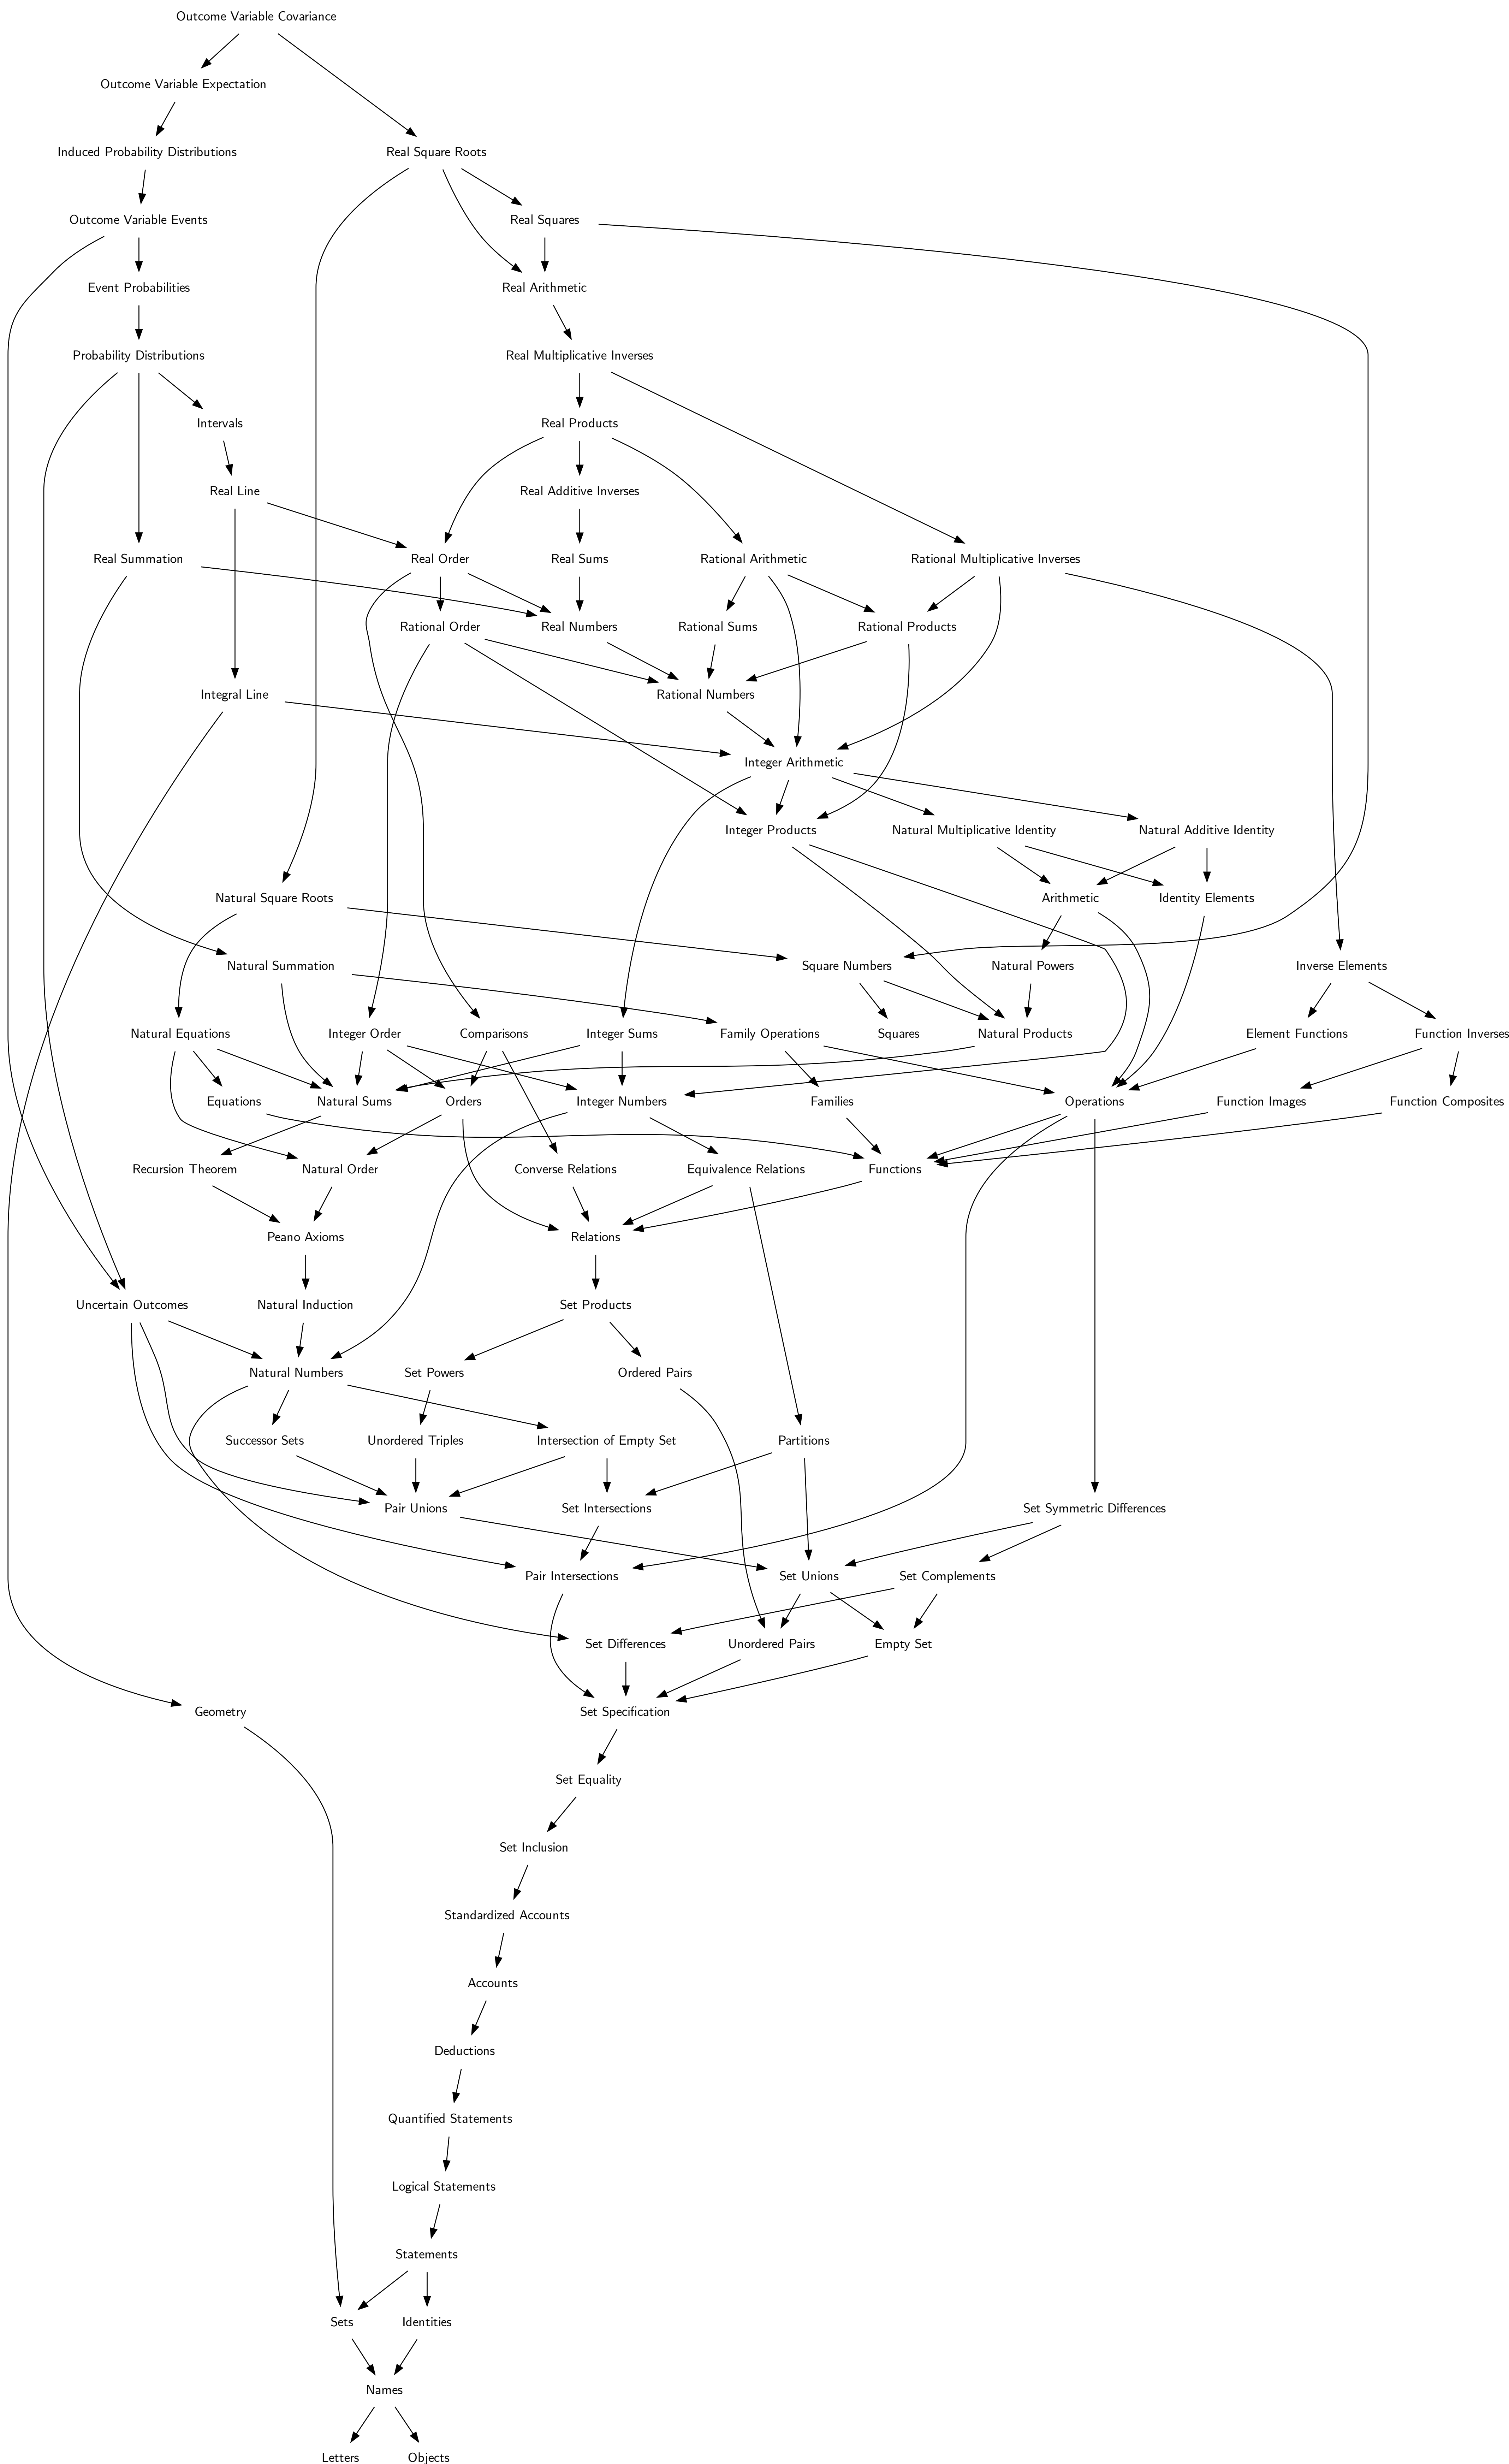 Outcome Variable Covariance
Outcome Variable Expectation
Induced Probability Distributions
Real Square Roots
Outcome Variable Events
Real Squares
Event Probabilities
Real Arithmetic
Probability Distributions
Real Multiplicative Inverses
Intervals
Real Products
Real Line
Real Additive Inverses
Real Summation
Real Order
Real Sums
Rational Arithmetic
Rational Multiplicative Inverses
Rational Order
Real Numbers
Rational Sums
Rational Products
Integral Line
Rational Numbers
Integer Arithmetic
Integer Products
Natural Multiplicative Identity
Natural Additive Identity
Natural Square Roots
Arithmetic
Identity Elements
Natural Summation
Square Numbers
Natural Powers
Inverse Elements
Natural Equations
Integer Order
Comparisons
Integer Sums
Family Operations
Squares
Natural Products
Element Functions
Function Inverses
Equations
Natural Sums
Orders
Integer Numbers
Families
Operations
Function Images
Function Composites
Recursion Theorem
Natural Order
Converse Relations
Equivalence Relations
Functions
Peano Axioms
Relations
Uncertain Outcomes
Natural Induction
Set Products
Natural Numbers
Set Powers
Ordered Pairs
Successor Sets
Unordered Triples
Intersection of Empty Set
Partitions
Pair Unions
Set Intersections
Set Symmetric Differences
Pair Intersections
Set Unions
Set Complements
Set Differences
Unordered Pairs
Empty Set
Geometry
Set Specification
Set Equality
Set Inclusion
Standardized Accounts
Accounts
Deductions
Quantified Statements
Logical Statements
Statements
Sets
Identities
Names
Letters
Objects